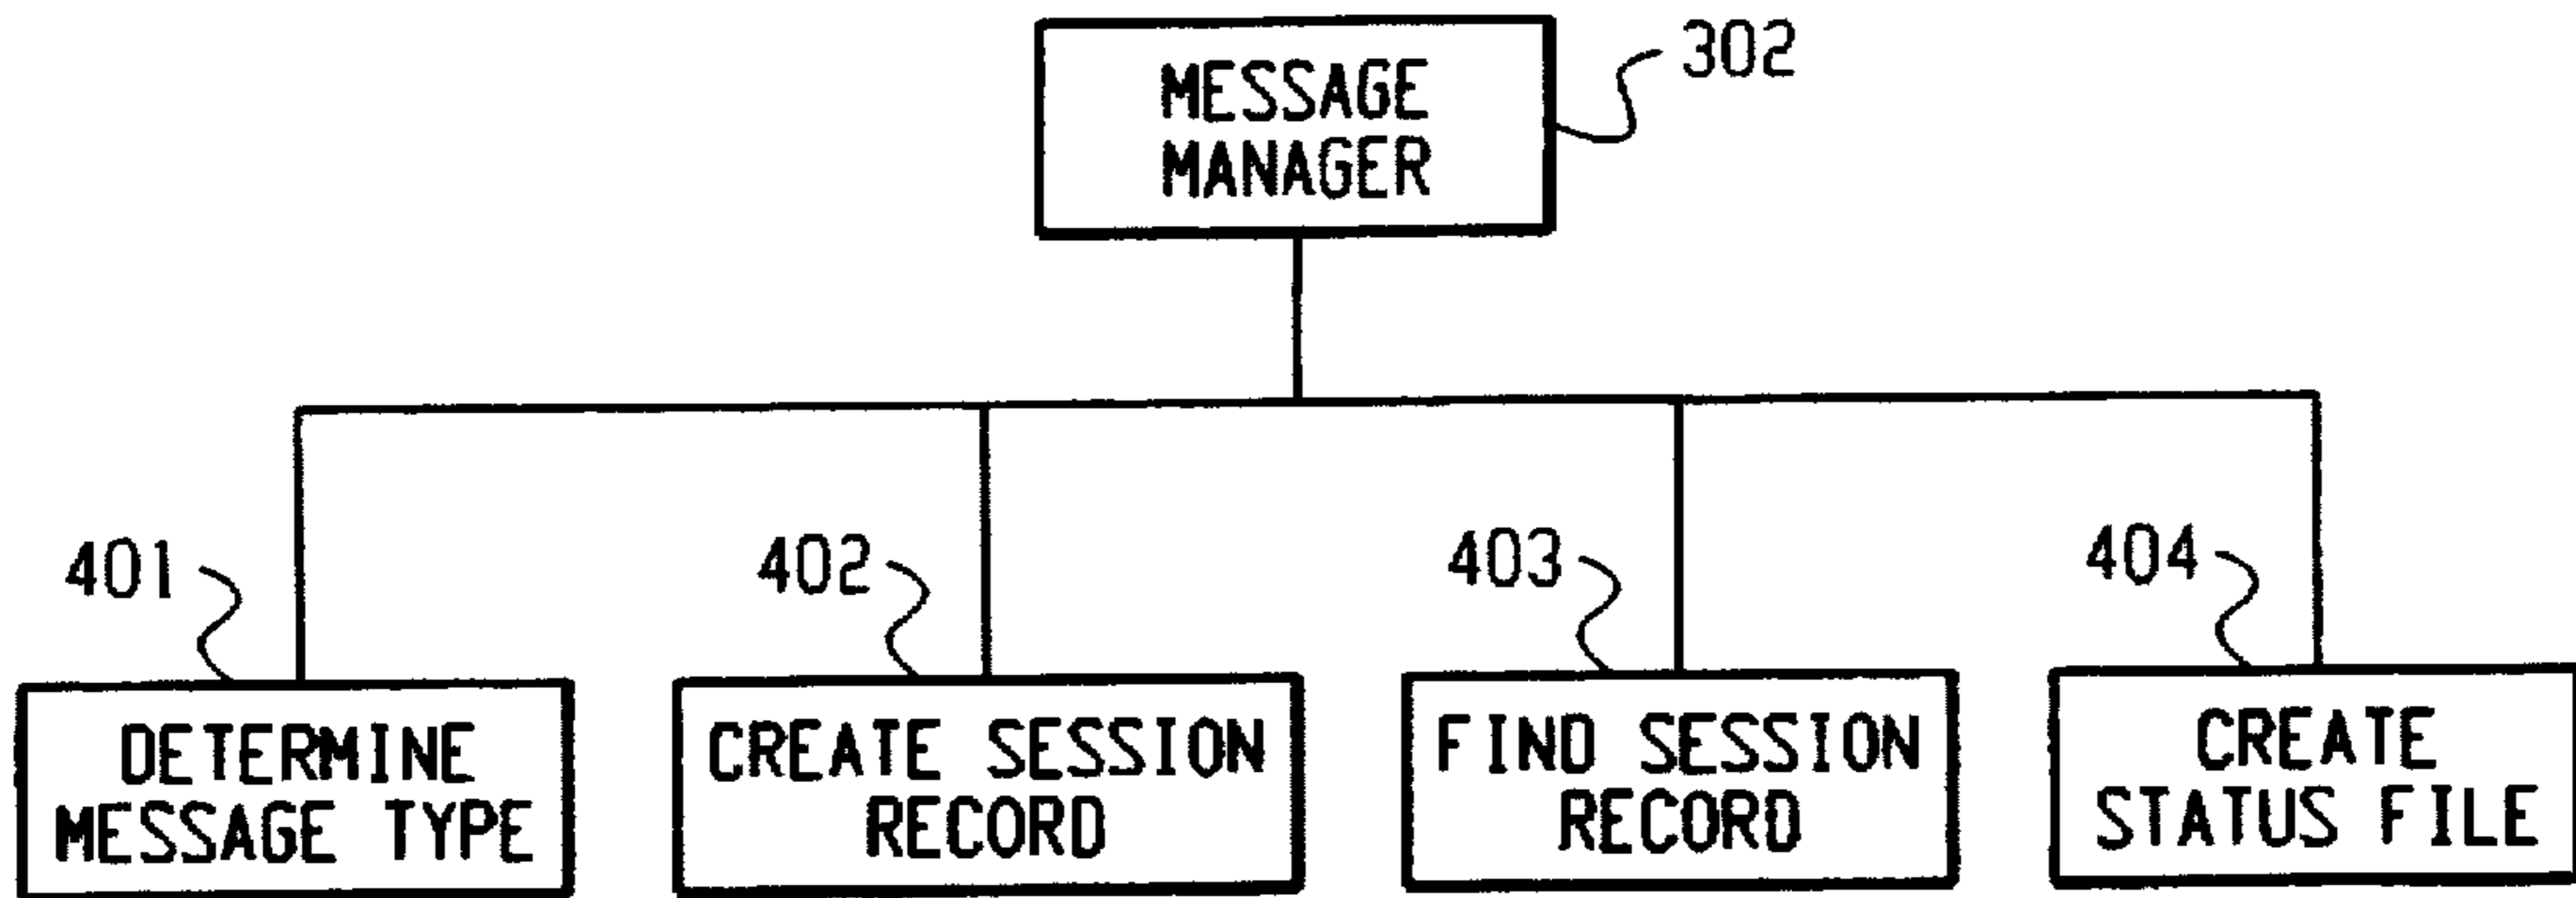 MESSAGE
MANAGER
302
401
402
403
404
DETERMINE
MESSAGE TYPE
CREATE SESSION
RECORD
FIND SESSION
RECORD
CREATE
STATUS FILE